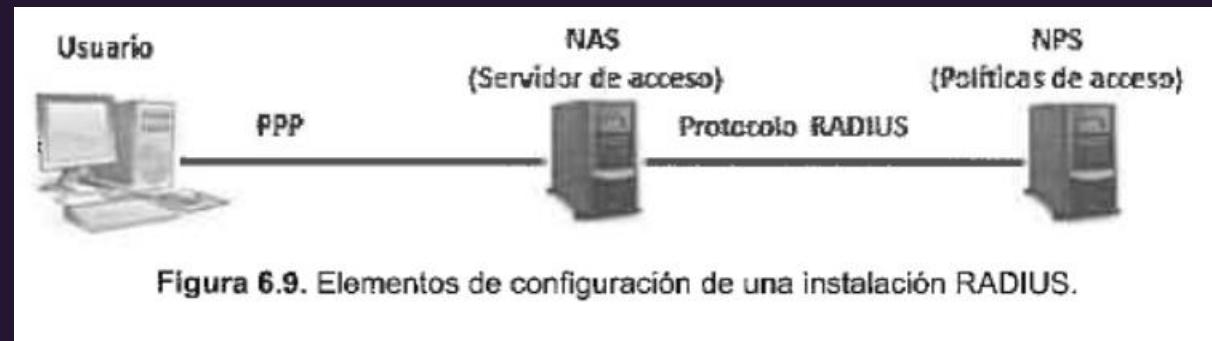 Usuario
NAS
(Servidor de acceso)
NPS
(Políticas de acceso)
PPP
Protocolo RADIUS
Figura 6.9. Elementos de configuración de una instalación RADIUS.